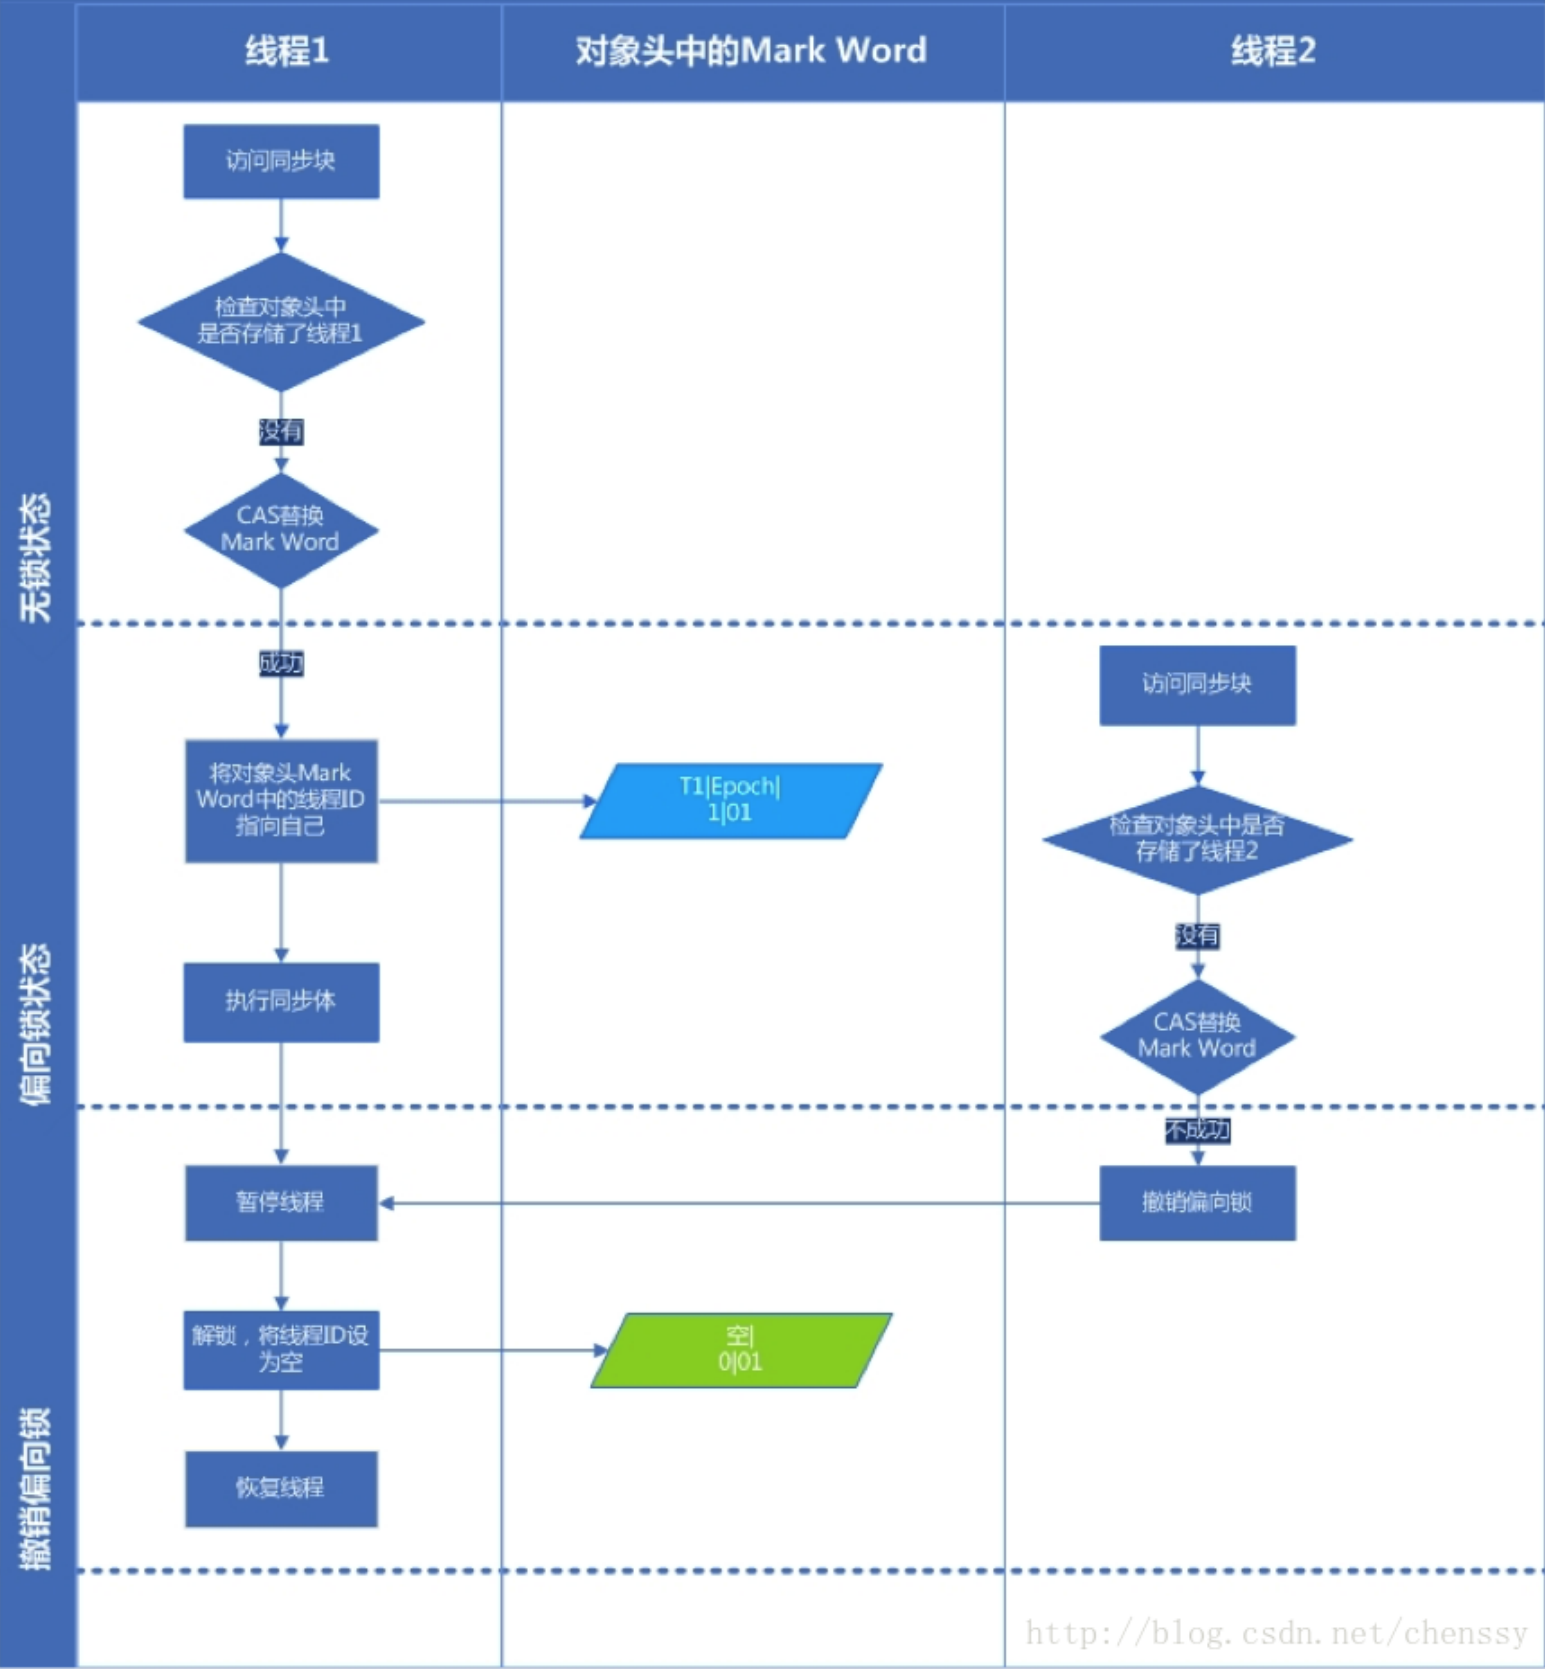 线程1
对象头中的Mark Word
线程2
无锁状态
访问同步块
检查对象头中
是否存储了线程1
没有
CAS替换
Mark Word
偏向锁状态
成功
将对象头Mark
Word中的线程ID
指向自己
T1|Epoch|
1|01
执行同步体
访问同步块
检查对象头中是否
存储了线程2
没有
CAS替换
Mark Word
撤销偏向锁
不成功
撤销偏向锁
暂停线程
解锁，将线程ID设
为空
空|
0|01
恢复线程
http://blog.csdn.net/chenssy